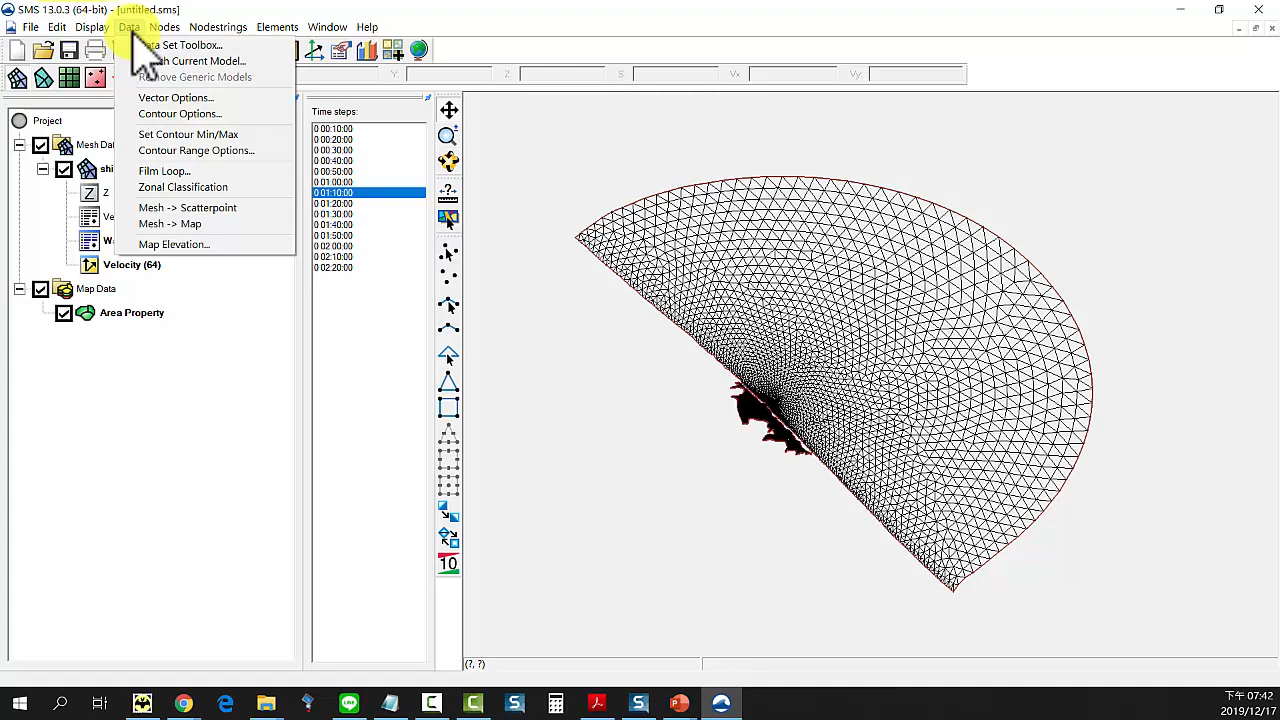 SMS 13.0.3 (64-bit) - [untitled.sms]
File Edit Display Data Nodes Nodestrings Elements Window Help
Data Set Toolbox...
Current Model...
Remove Generic Models
Vector Options...
Contour Options...
Set Contour Min/Max
Contour Range Options...
Film Loop...
Zonal Classification
Mesh -> Scatterpoint
Mesh -> Map
Map Elevation...
Y:
Z
S
Vx
Vy:
Project
Mesh Da
shi
Z
Ve
W
Velocity (64)
Map Data
Area Property
Time steps:
0 00:10:00
0 00:20:00
0 00:30:00
0 00:40:00
0 00:50:00
0 01:00:00
0 01:10:00
0 01:20:00
0 01:30:00
0 01:40:00
0 01:50:00
0 02:00:00
0 02:10:00
0 02:20:00
10
(?, ?)
下午 07:42
2019/12/17